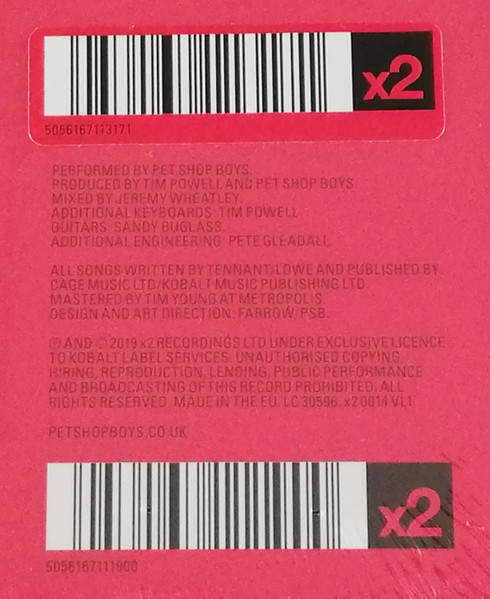 x2
5056167113171
PERFORMED BY PET SHOP BOYS.
PRODUCED BY TIM POWELL AND PET SHOP BOYS.
MIXED BY JEREMY WHEATLEY.
ADDITIONAL KEYBOARDS: TIM POWELL
GUITARS: SANDY BUGLASS.
ADDITIONAL ENGINEERING: PETE GLEADALL.
ALL SONGS WRITTEN BY TENNANT/LOWE AND PUBLISHED BY
CAGE MUSIC LTD/KOBALT MUSIC PUBLISHING LTD.
MASTERED BY TIM YOUNG AT METROPOLIS.
DESIGN AND ART DIRECTION: FARROW/PSB.
℗ AND © 2019 x2 RECORDINGS LTD UNDER EXCLUSIVE LICENCE
TO KOBALT LABEL SERVICES. UNAUTHORISED COPYING,
HIRING, REPRODUCTION, LENDING, PUBLIC PERFORMANCE
AND BROADCASTING OF THIS RECORD PROHIBITED. ALL
RIGHTS RESERVED. MADE IN THE EU. LC 30596. x2 0014 VL1.
PETSHOPBOYS.CO.UK
x2
5056167111900